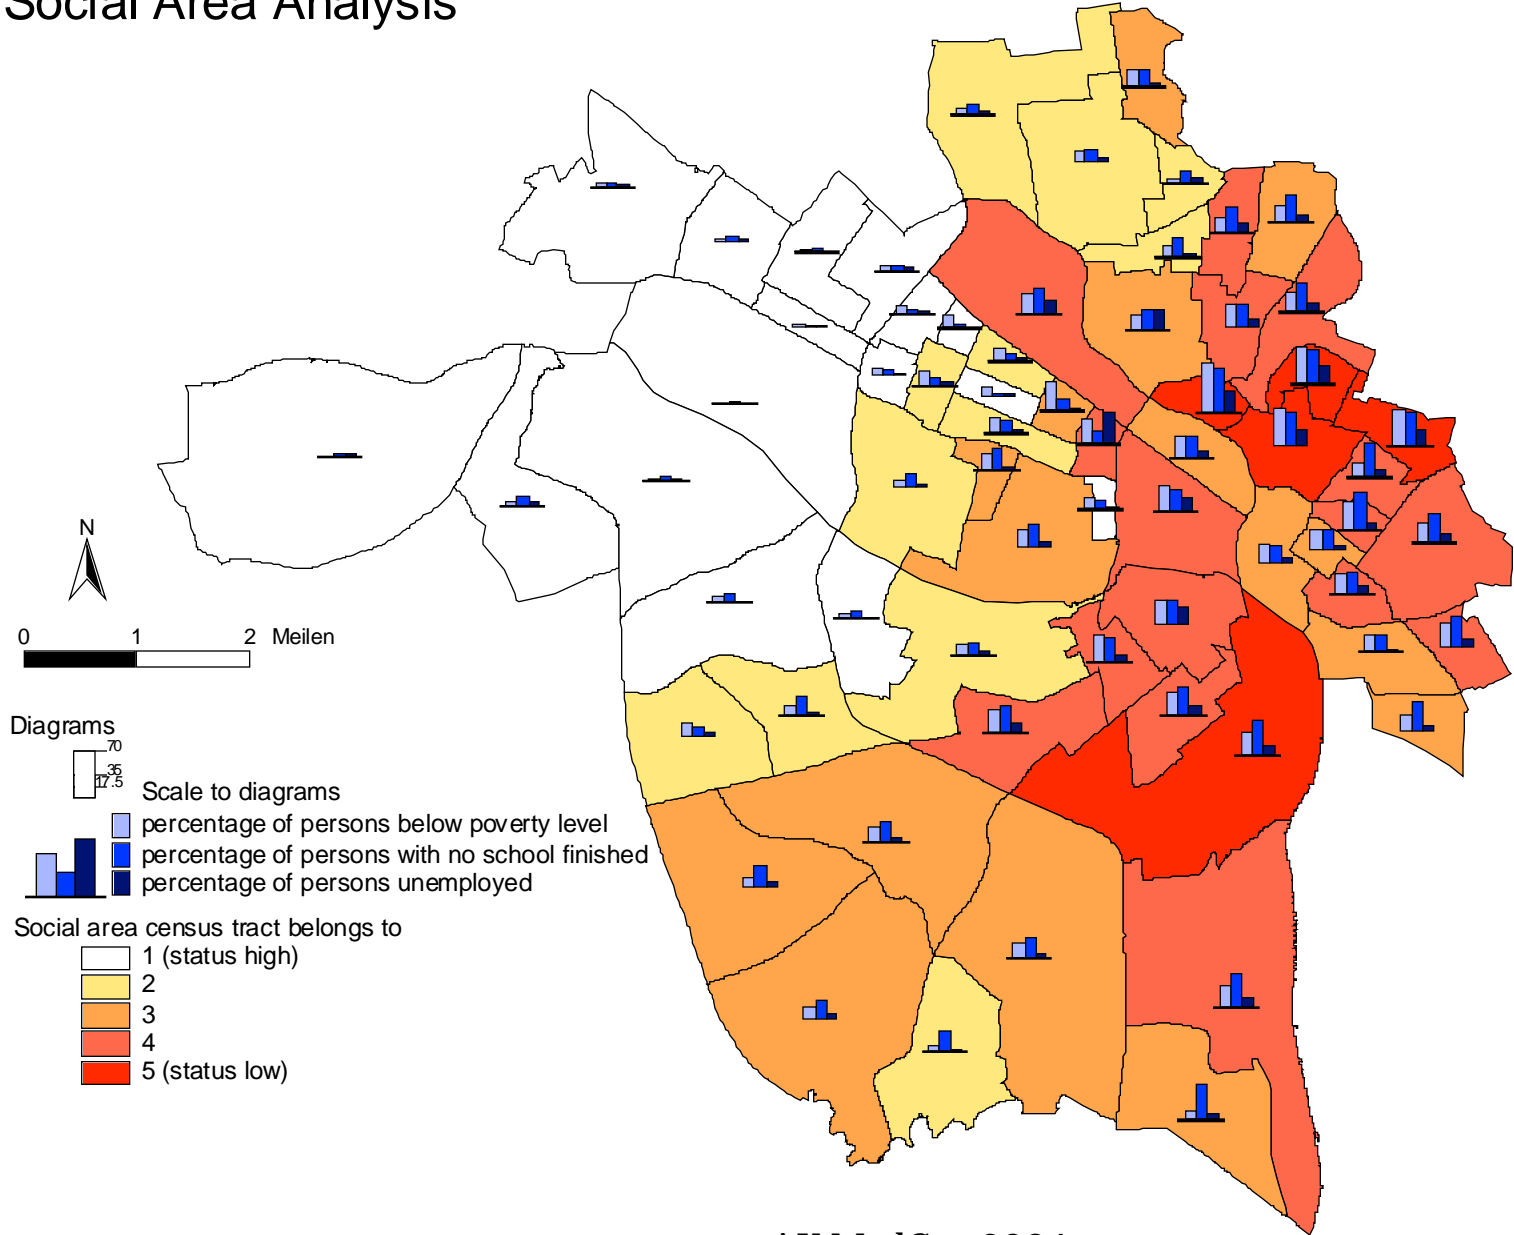 Social Area Analysis
N
0 1 2 Meilen
Diagrams
70
35
17.5
Scale to diagrams
percentage of persons below poverty level
percentage of persons with no school finished
percentage of persons unemployed
Social area census tract belongs to
1 (status high)
2
3
4
5 (status low)